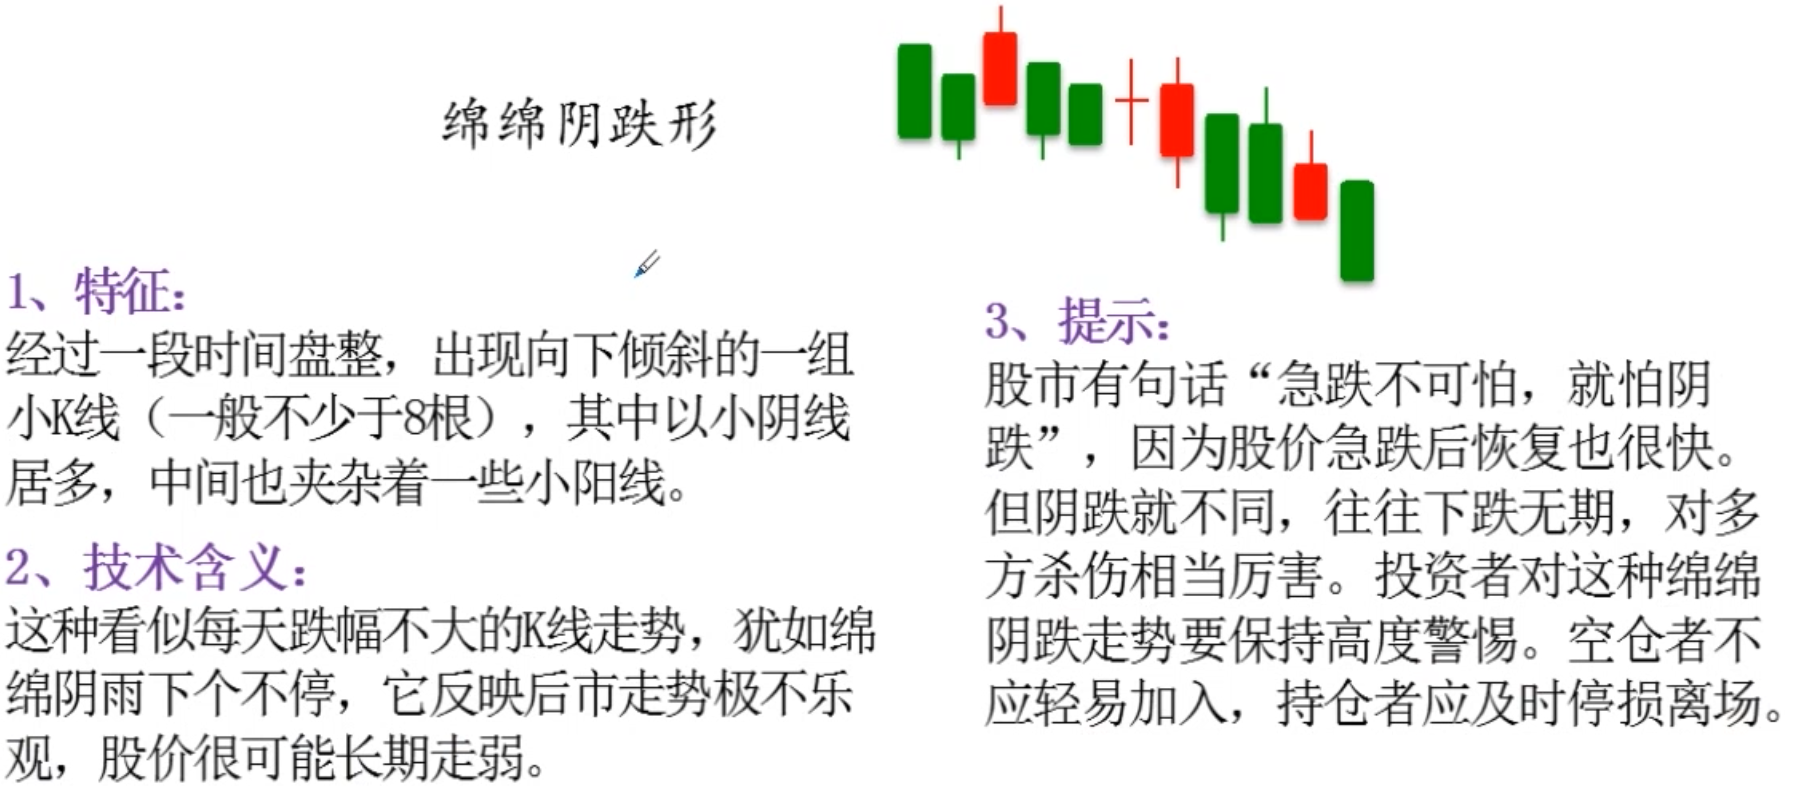 绵绵阴跌形
1、特征：
经过一段时间盘整，出现向下倾斜的一组
小K线（一般不少于8根），其中以小阴线
居多，中间也夹杂着一些小阳线。
2、技术含义：
这种看似每天跌幅不大的K线走势，犹如绵
绵阴雨下个不停，它反映后市走势极不乐
观，股价很可能长期走弱。
3、提示：
股市有句话“急跌不可怕，就怕阴
跌”，因为股价急跌后恢复也很快。
但阴跌就不同，往往下跌无期，对多
方杀伤相当厉害。投资者对这种绵绵
阴跌走势要保持高度警惕。空仓者不
应轻易加入，持仓者应及时停损离场。